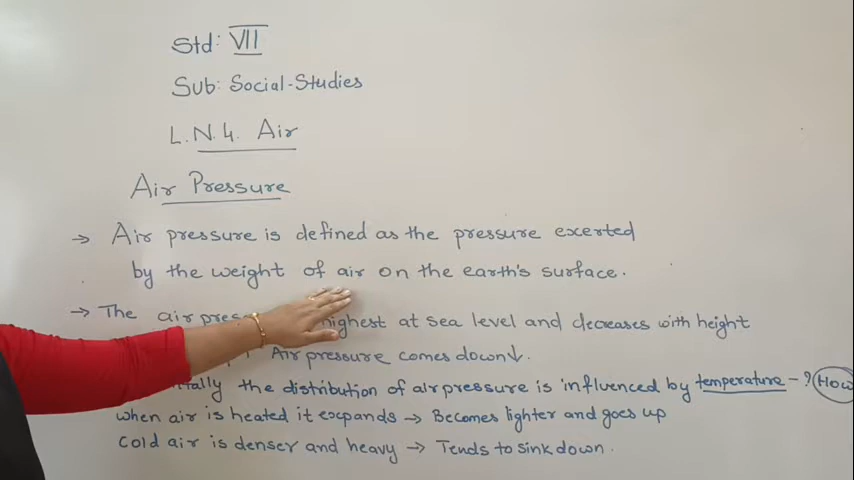 Std: VII
Sub: Social-Studies
L.N.4. Air
Air Pressure
→ Air pressure is defined as the pressure exerted
by the weight of air on the earth's surface.
→ The air pres highest at sea level and decreases with height
Air pressure comes down↓.
the distribution of air pressure is influenced by temperature - ? How
when air is heated it expands → Becomes lighter and goes up
Cold air is denser and heavy → Tends to sink down.